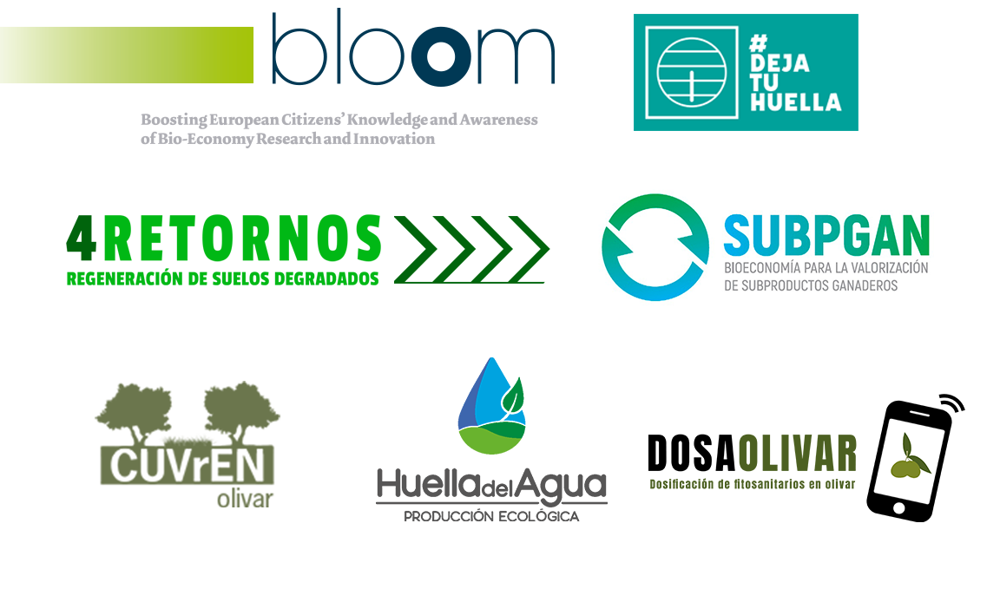 bloom
Boosting European Citizens’ Knowledge and Awareness
of Bio-Economy Research and Innovation
#
DEJA
TU
HUELLA
4RETORNOS
REGENERACIÓN DE SUELOS DEGRADADOS
SUBPGAN
BIOECONOMÍA PARA LA VALORIZACIÓN
DE SUBPRODUCTOS GANADEROS
CUVrEN
olivar
HuelladelAgua
PRODUCCIÓN ECOLÓGICA
DOSAOLIVAR
Dosificación de fitosanitarios en olivar